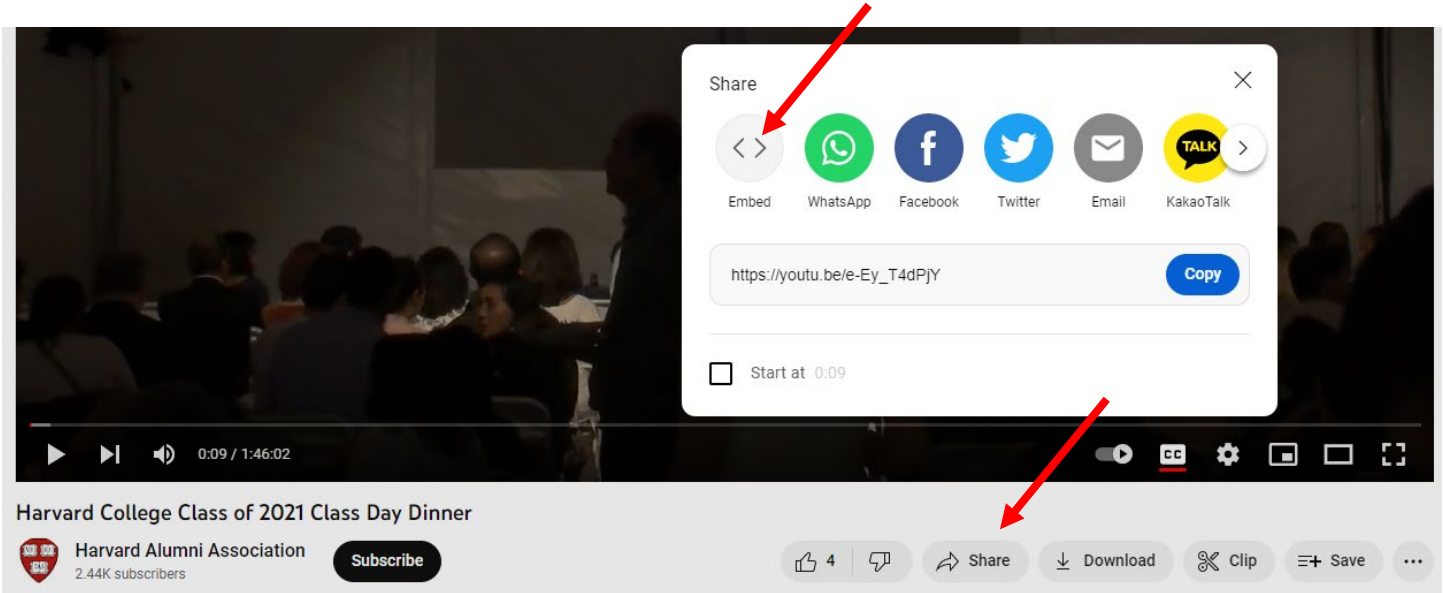 Share
TALK
Embed WhatsApp Facebook Twitter Email KakaoTalk
https://youtu.be/e-Ey_T4dPjY Copy
Start at 0:09
0:09 / 1:46:02 CC
Harvard College Class of 2021 Class Day Dinner
Harvard Alumni Association
2.44K subscribers
Subscribe
4 Share Download Clip Save